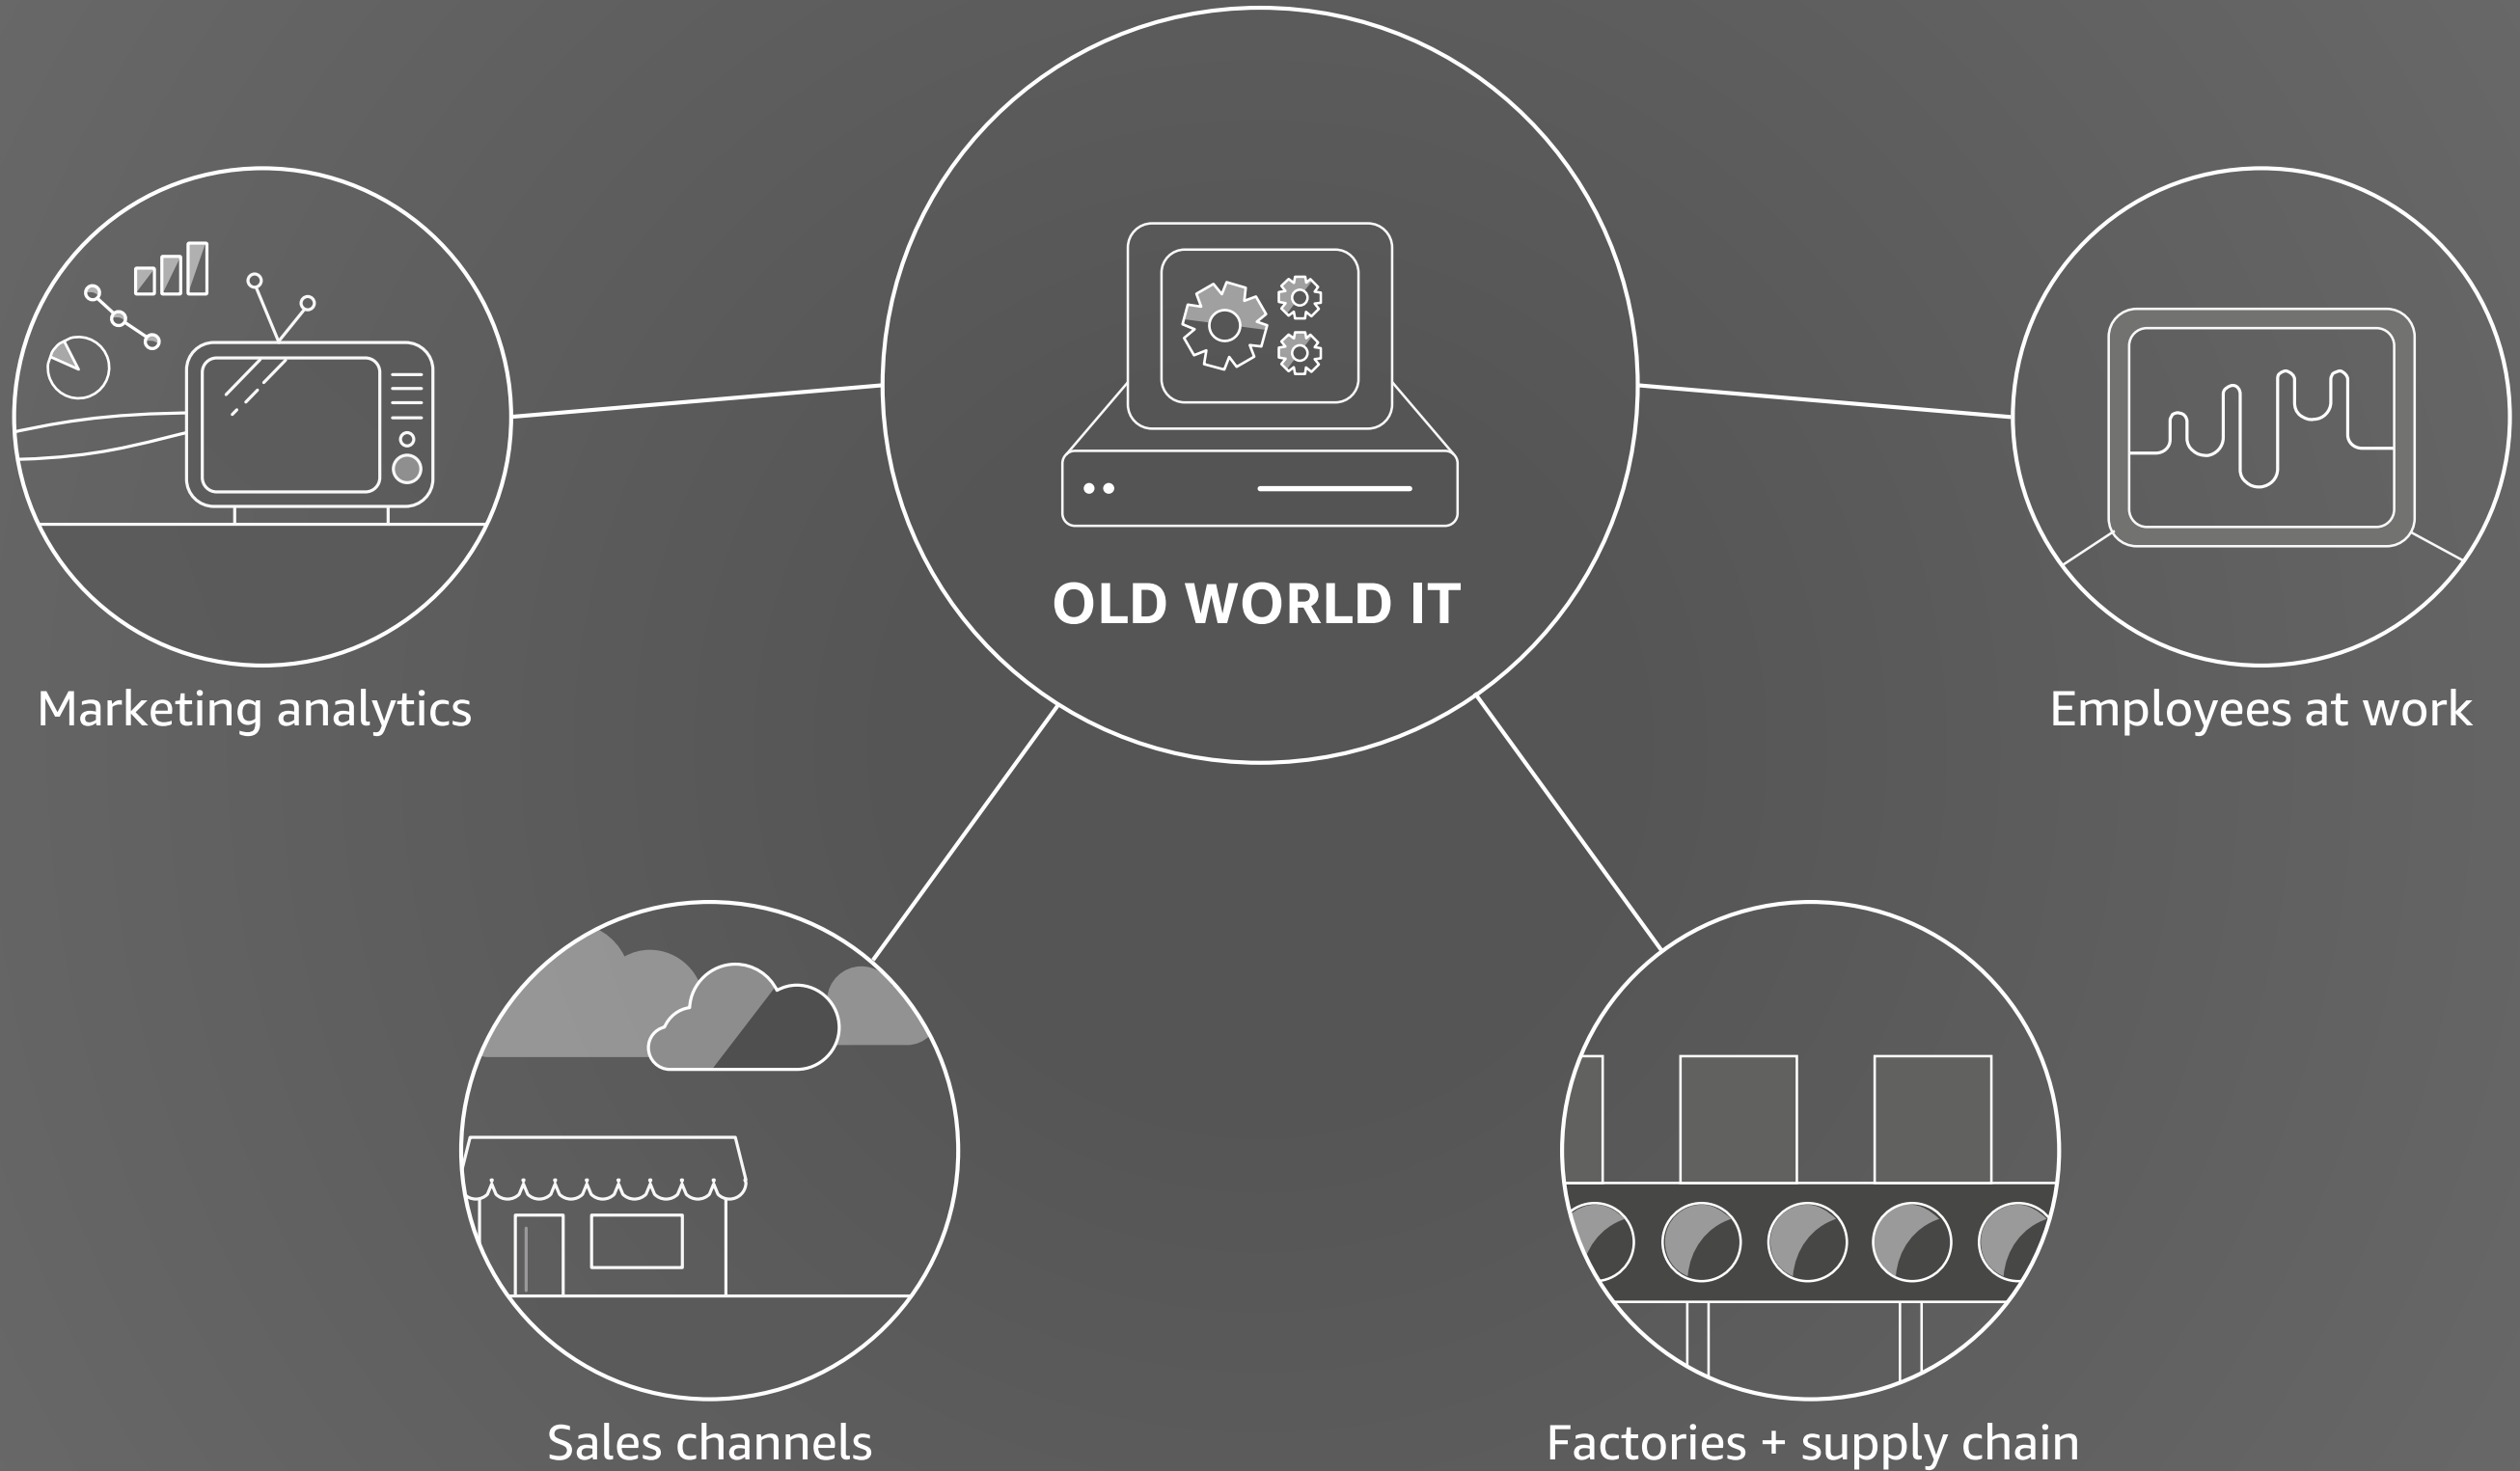 OLD WORLD IT
Marketing analytics
Employees at work
Sales channels
Factories + supply chain